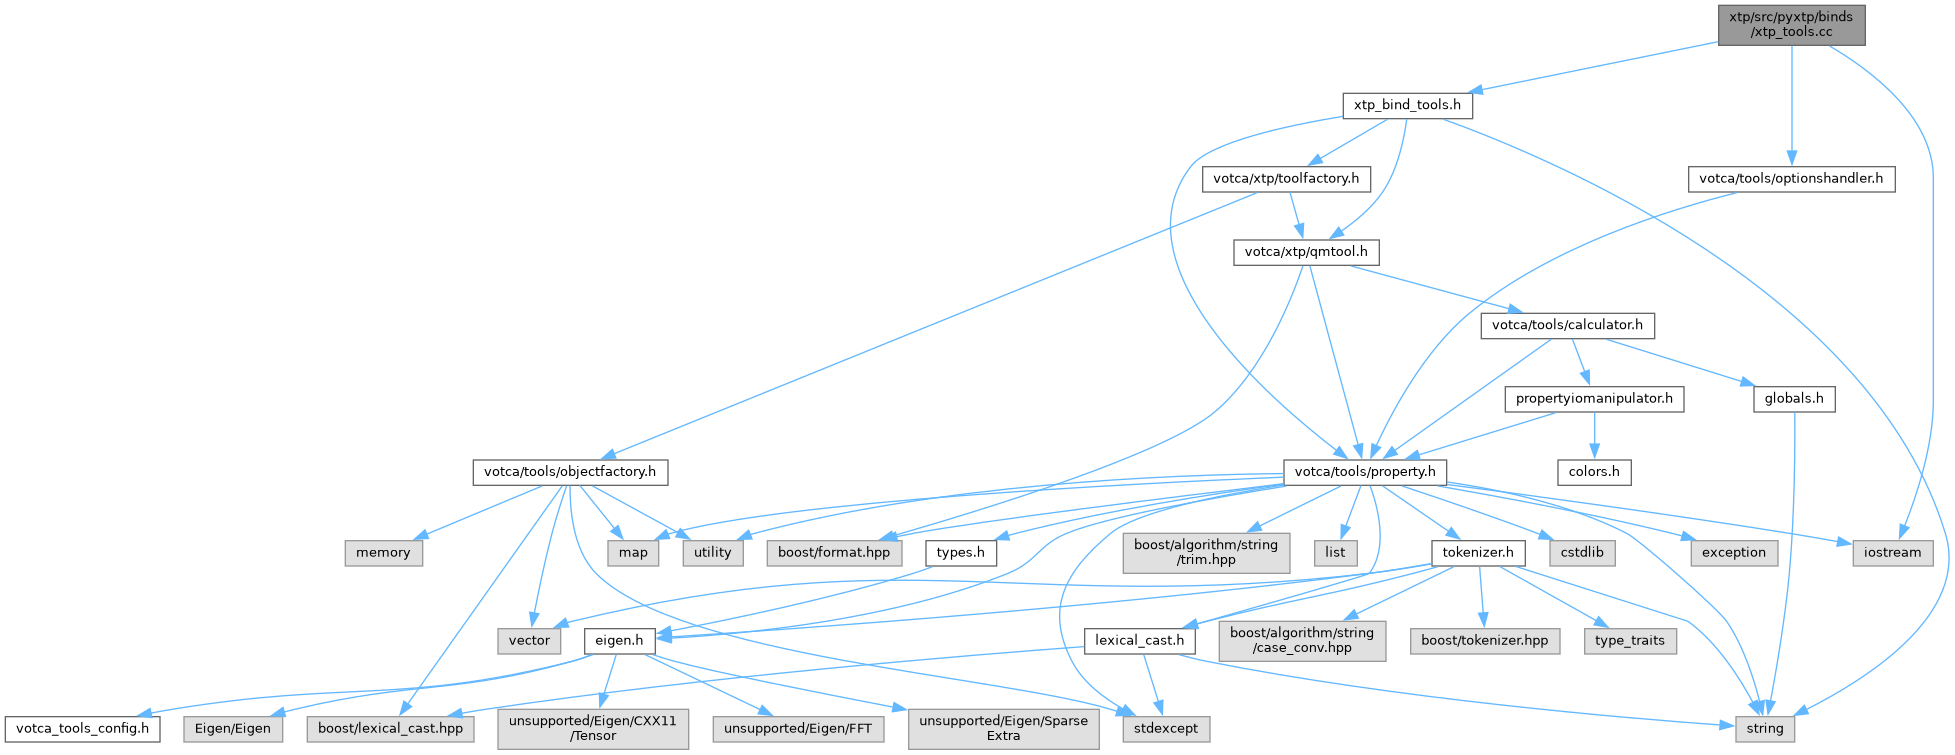 xtp/src/pyxtp/binds
/xtp_tools.cc
xtp_bind_tools.h
votca/xtp/toolfactory.h
votca/tools/optionshandler.h
votca/xtp/qmtool.h
votca/tools/calculator.h
propertyiomanipulator.h
globals.h
votca/tools/objectfactory.h
votca/tools/property.h
colors.h
memory
map
utility
boost/format.hpp
types.h
boost/algorithm/string
/trim.hpp
list
tokenizer.h
cstdlib
exception
iostream
vector
eigen.h
lexical_cast.h
boost/algorithm/string
/case_conv.hpp
boost/tokenizer.hpp
type_traits
votca_tools_config.h
Eigen/Eigen
boost/lexical_cast.hpp
unsupported/Eigen/CXX11
/Tensor
unsupported/Eigen/FFT
unsupported/Eigen/Sparse
Extra
stdexcept
string